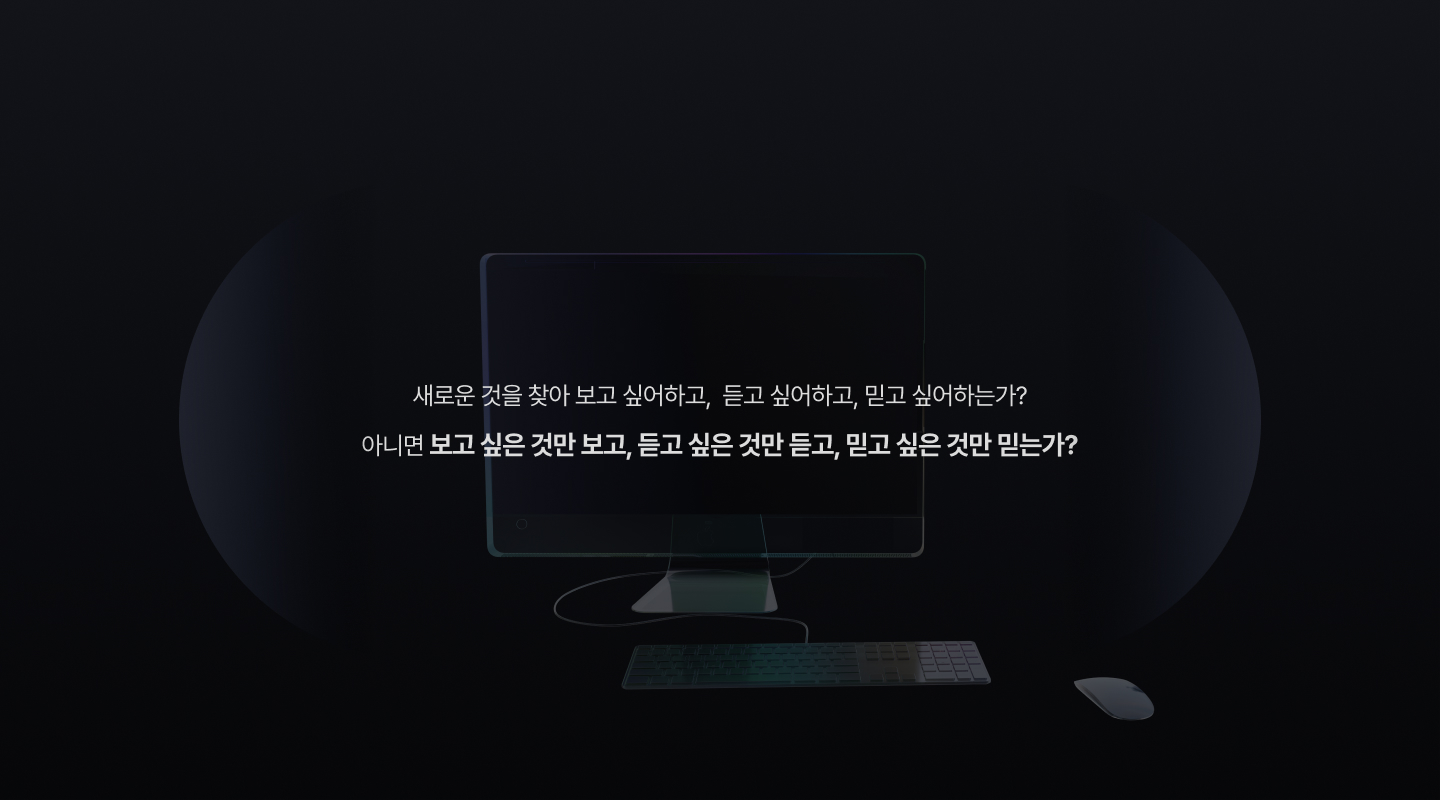 새로운 것을 찾아 보고 싶어하고, 듣고 싶어하고, 믿고 싶어하는가?
아니면 보고 싶은 것만 보고, 듣고 싶은 것만 듣고, 믿고 싶은 것만 믿는가?